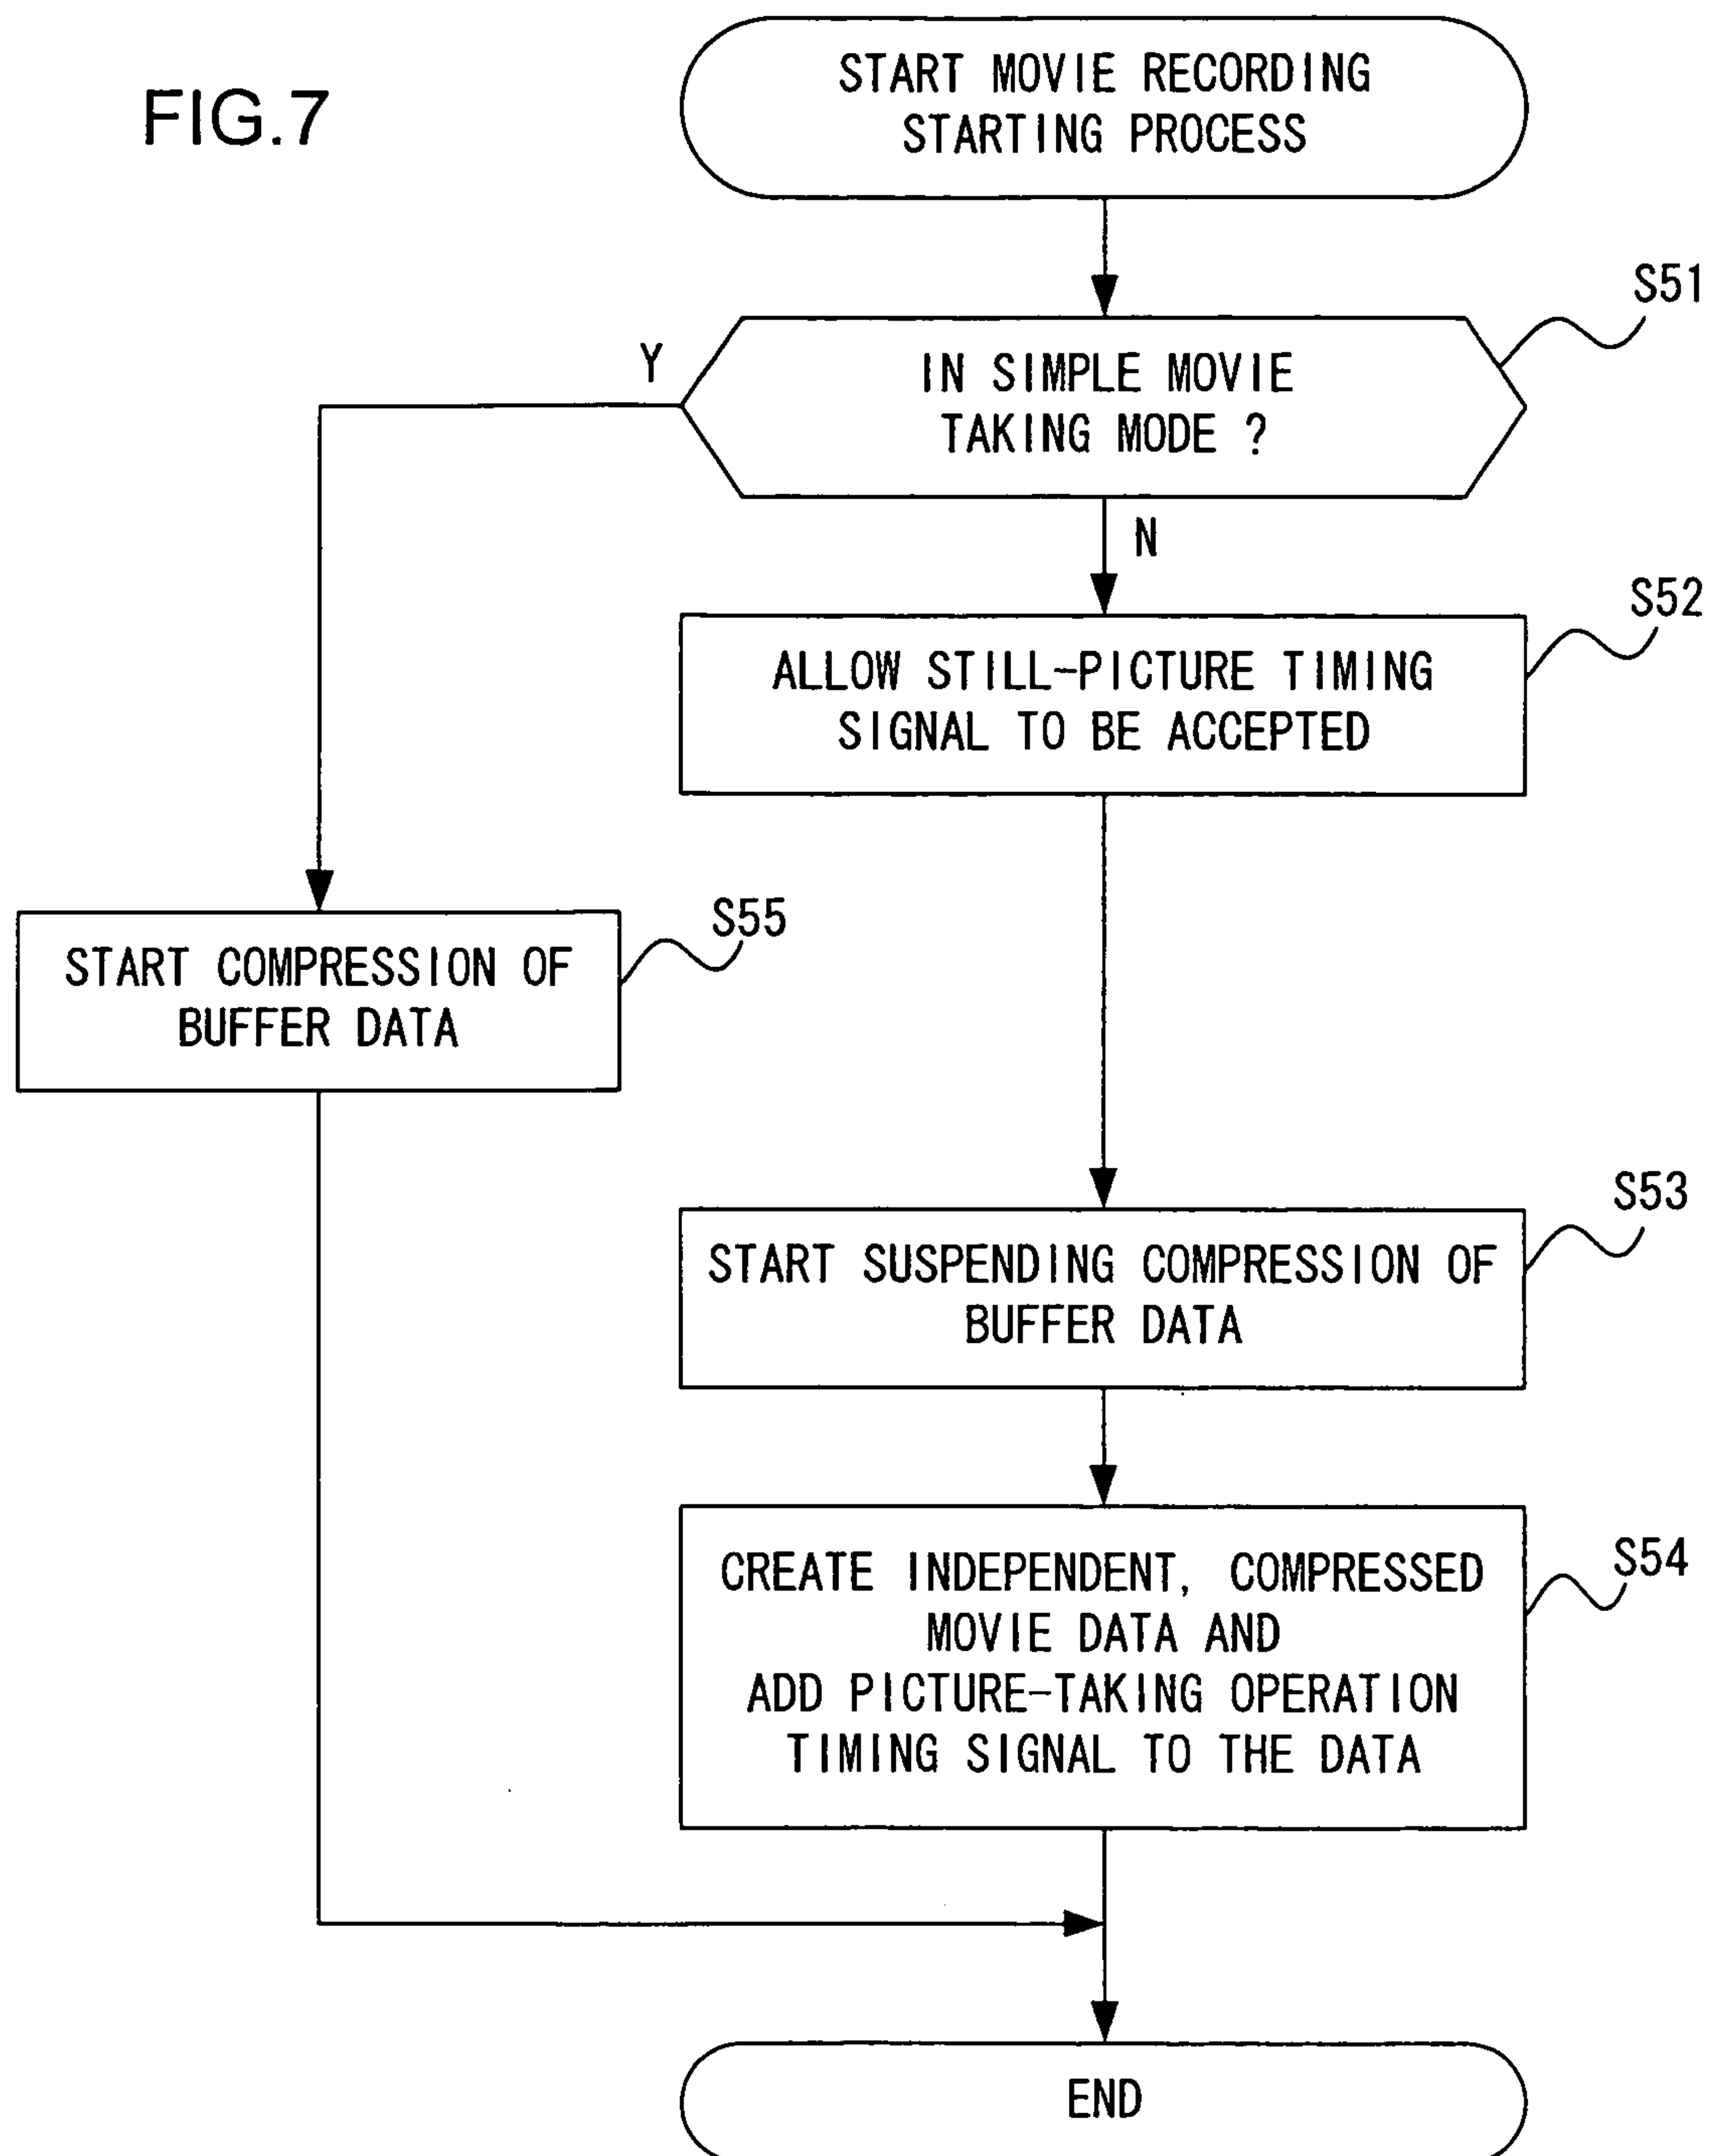 FIG.7
START MOVIE RECORDING
STARTING PROCESS
S51
Y
IN SIMPLE MOVIE
TAKING MODE ?
N
S52
ALLOW STILL-PICTURE TIMING
SIGNAL TO BE ACCEPTED
S55
START COMPRESSION OF
BUFFER DATA
S53
START SUSPENDING COMPRESSION OF
BUFFER DATA
S54
CREATE INDEPENDENT, COMPRESSED
MOVIE DATA AND
ADD PICTURE-TAKING OPERATION
TIMING SIGNAL TO THE DATA
END